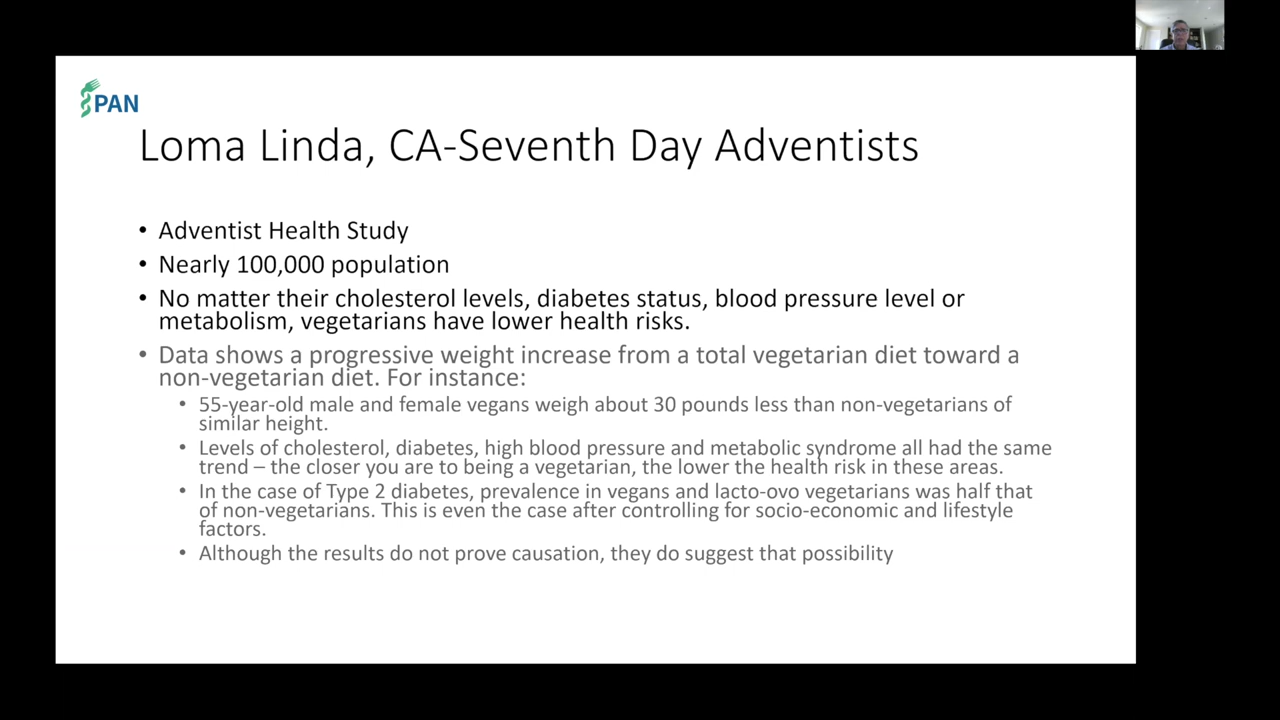 PAN
Loma Linda, CA-Seventh Day Adventists
• Adventist Health Study
• Nearly 100,000 population
• No matter their cholesterol levels, diabetes status, blood pressure level or
metabolism, vegetarians have lower health risks.
• Data shows a progressive weight increase from a total vegetarian diet toward a
non-vegetarian diet. For instance:
• 55-year-old male and female vegans weigh about 30 pounds less than non-vegetarians of
similar height.
• Levels of cholesterol, diabetes, high blood pressure and metabolic syndrome all had the same
trend – the closer you are to being a vegetarian, the lower the health risk in these areas.
• In the case of Type 2 diabetes, prevalence in vegans and lacto-ovo vegetarians was half that
of non-vegetarians. This is even the case after controlling for socio-economic and lifestyle
factors.
• Although the results do not prove causation, they do suggest that possibility